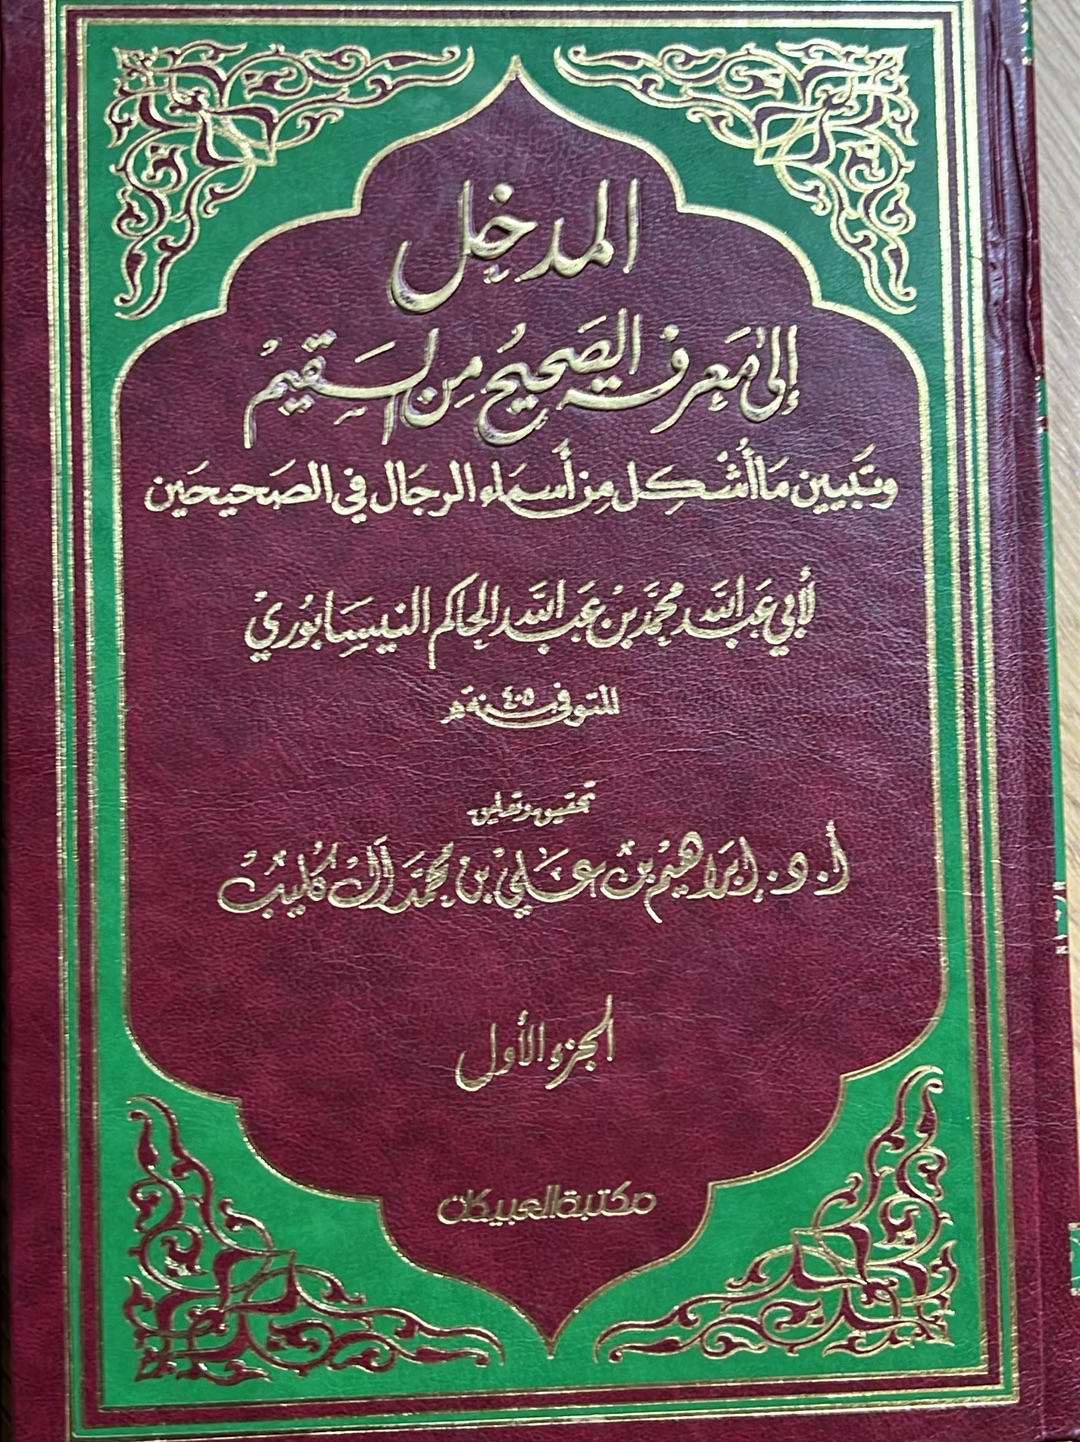 المدخل
إلى معرفة الصحيح من السقيم
وتبيين ما أشكل من أسماء الرجال في الصحيحين
لأبي عبد الله محمد بن عبد الله الحاكم النيسابوري
المتوفى سنة ٤٠٥ هـ
تحقيق وتعليق
أ. د. إبراهيم بن علي بن محمد آل كليب
الجزء الأول
مكتبة العبيكان